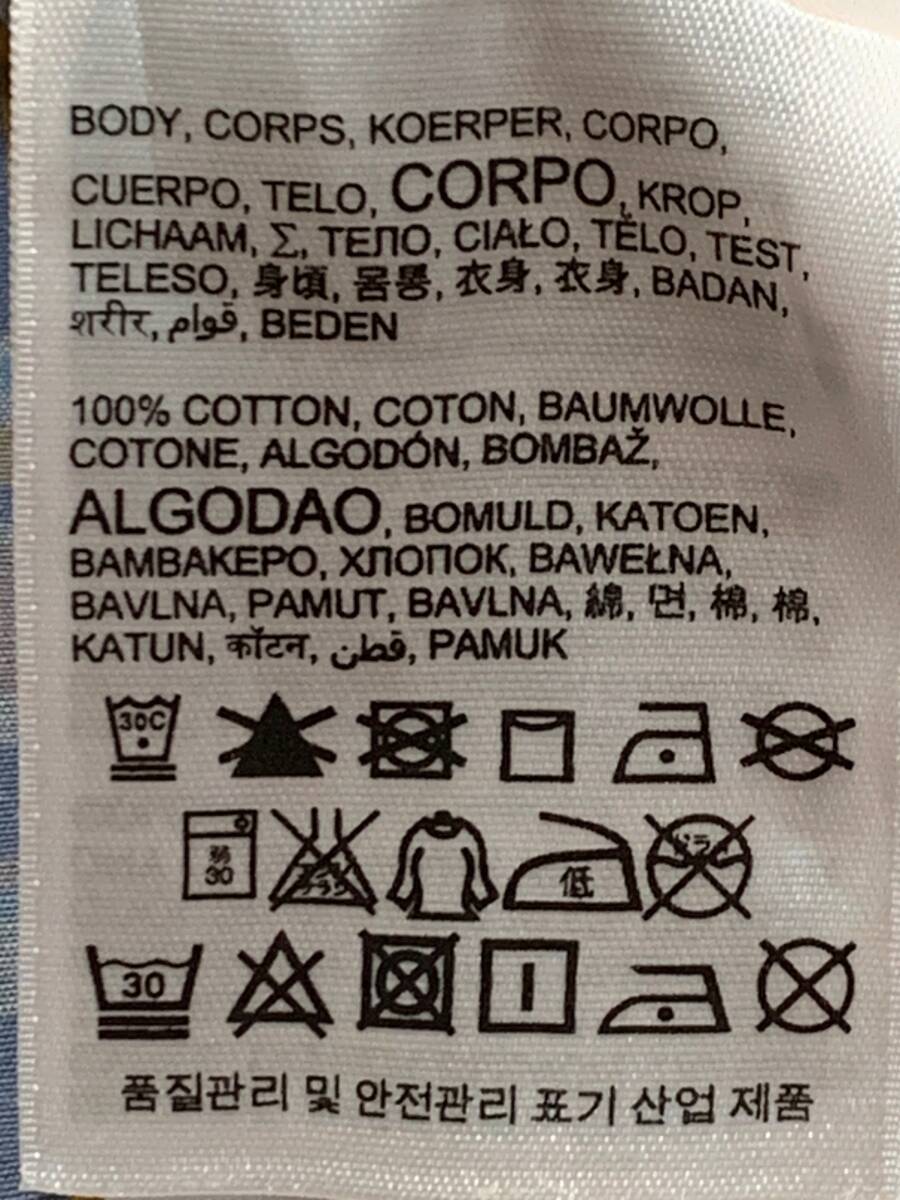 BODY, CORPS, KOERPER, CORPO,
CUERPO, TELO, CORPO, KROP,
LICHAAM, Σ, ТЕЛО, CIAŁO, TĚLO, TEST,
TELESO, 身頃, 몸통, 衣身, 衣身, BADAN,
शरीर, قوام, BEDEN
100% COTTON, COTON, BAUMWOLLE,
COTONE, ALGODÓN, BOMBAŽ,
ALGODAO, BOMULD, KATOEN,
BAMBAKEPO, ХЛОПОК, BAWEŁNA,
BAVLNA, PAMUT, BAVLNA, 綿, 면, 棉, 棉,
KATUN, कॉटन, قطن, PAMUK
30C
弱 30 低 ドライ
30
품질관리 및 안전관리 표기 산업 제품